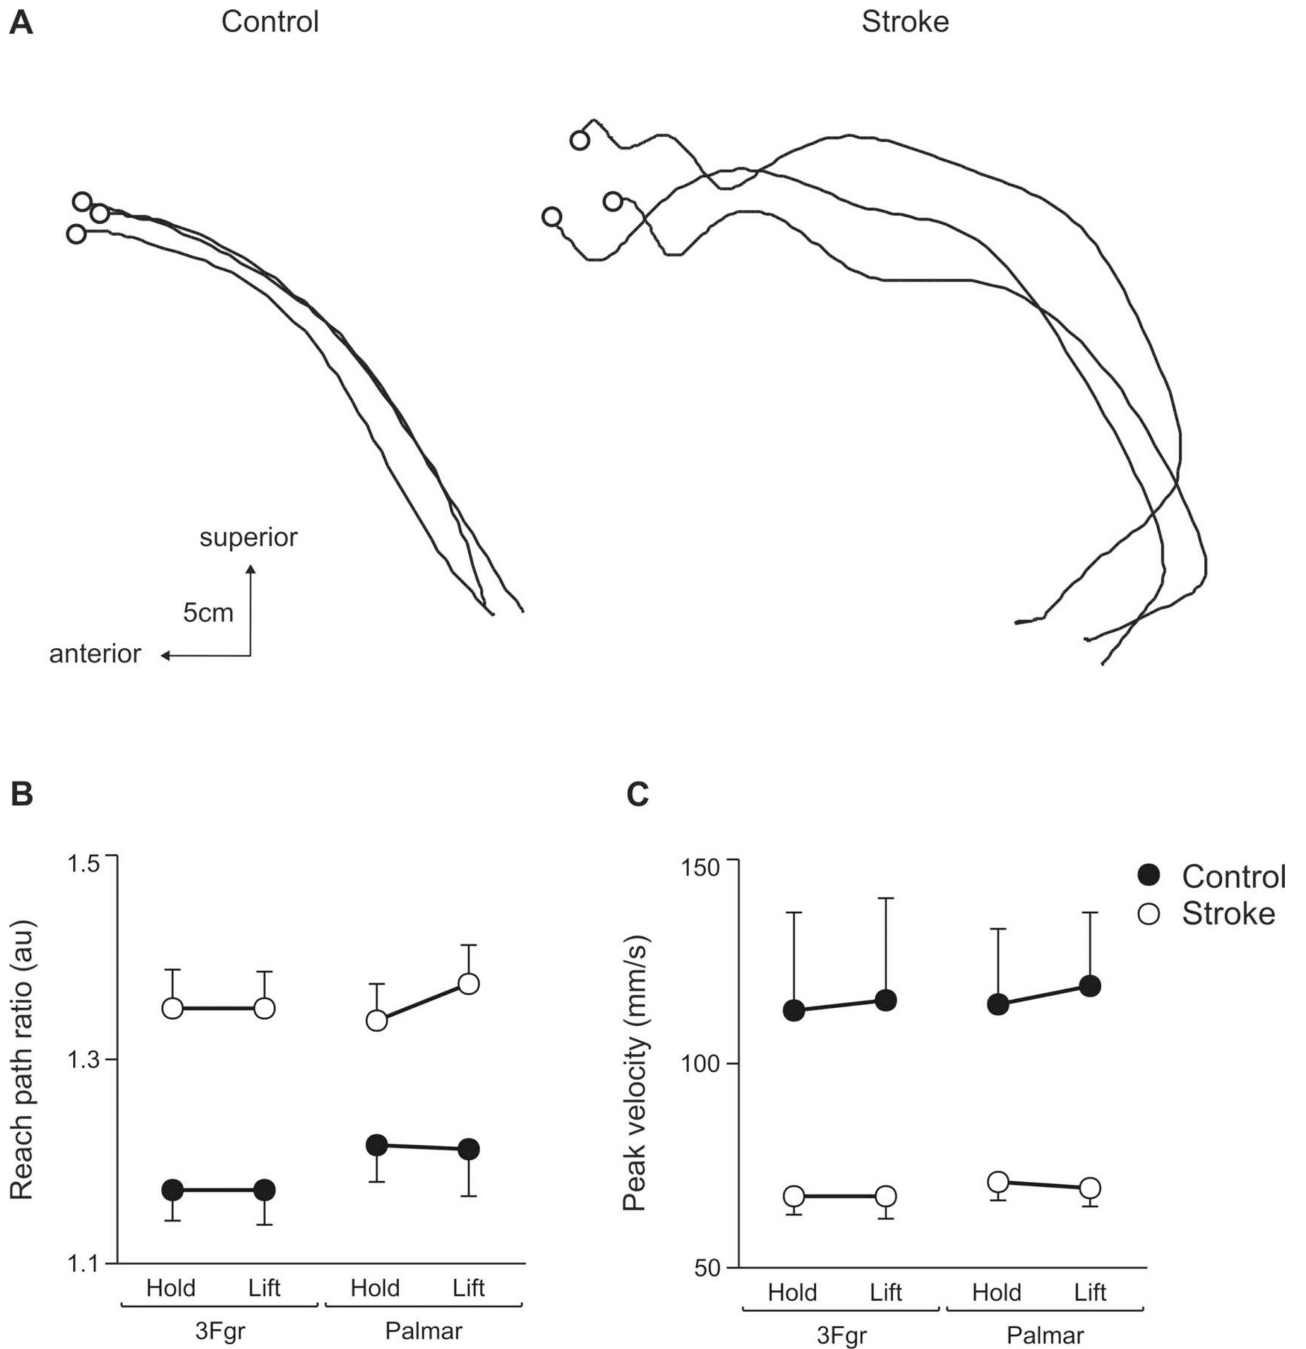 A
Control
Stroke
superior
5cm
anterior
B
C
1.5
1.3
1.1
Reach path ratio (au)
Hold
Lift
Hold
Lift
3Fgr
Palmar
150
100
50
Peak velocity (mm/s)
Control
Stroke
Hold
Lift
Hold
Lift
3Fgr
Palmar